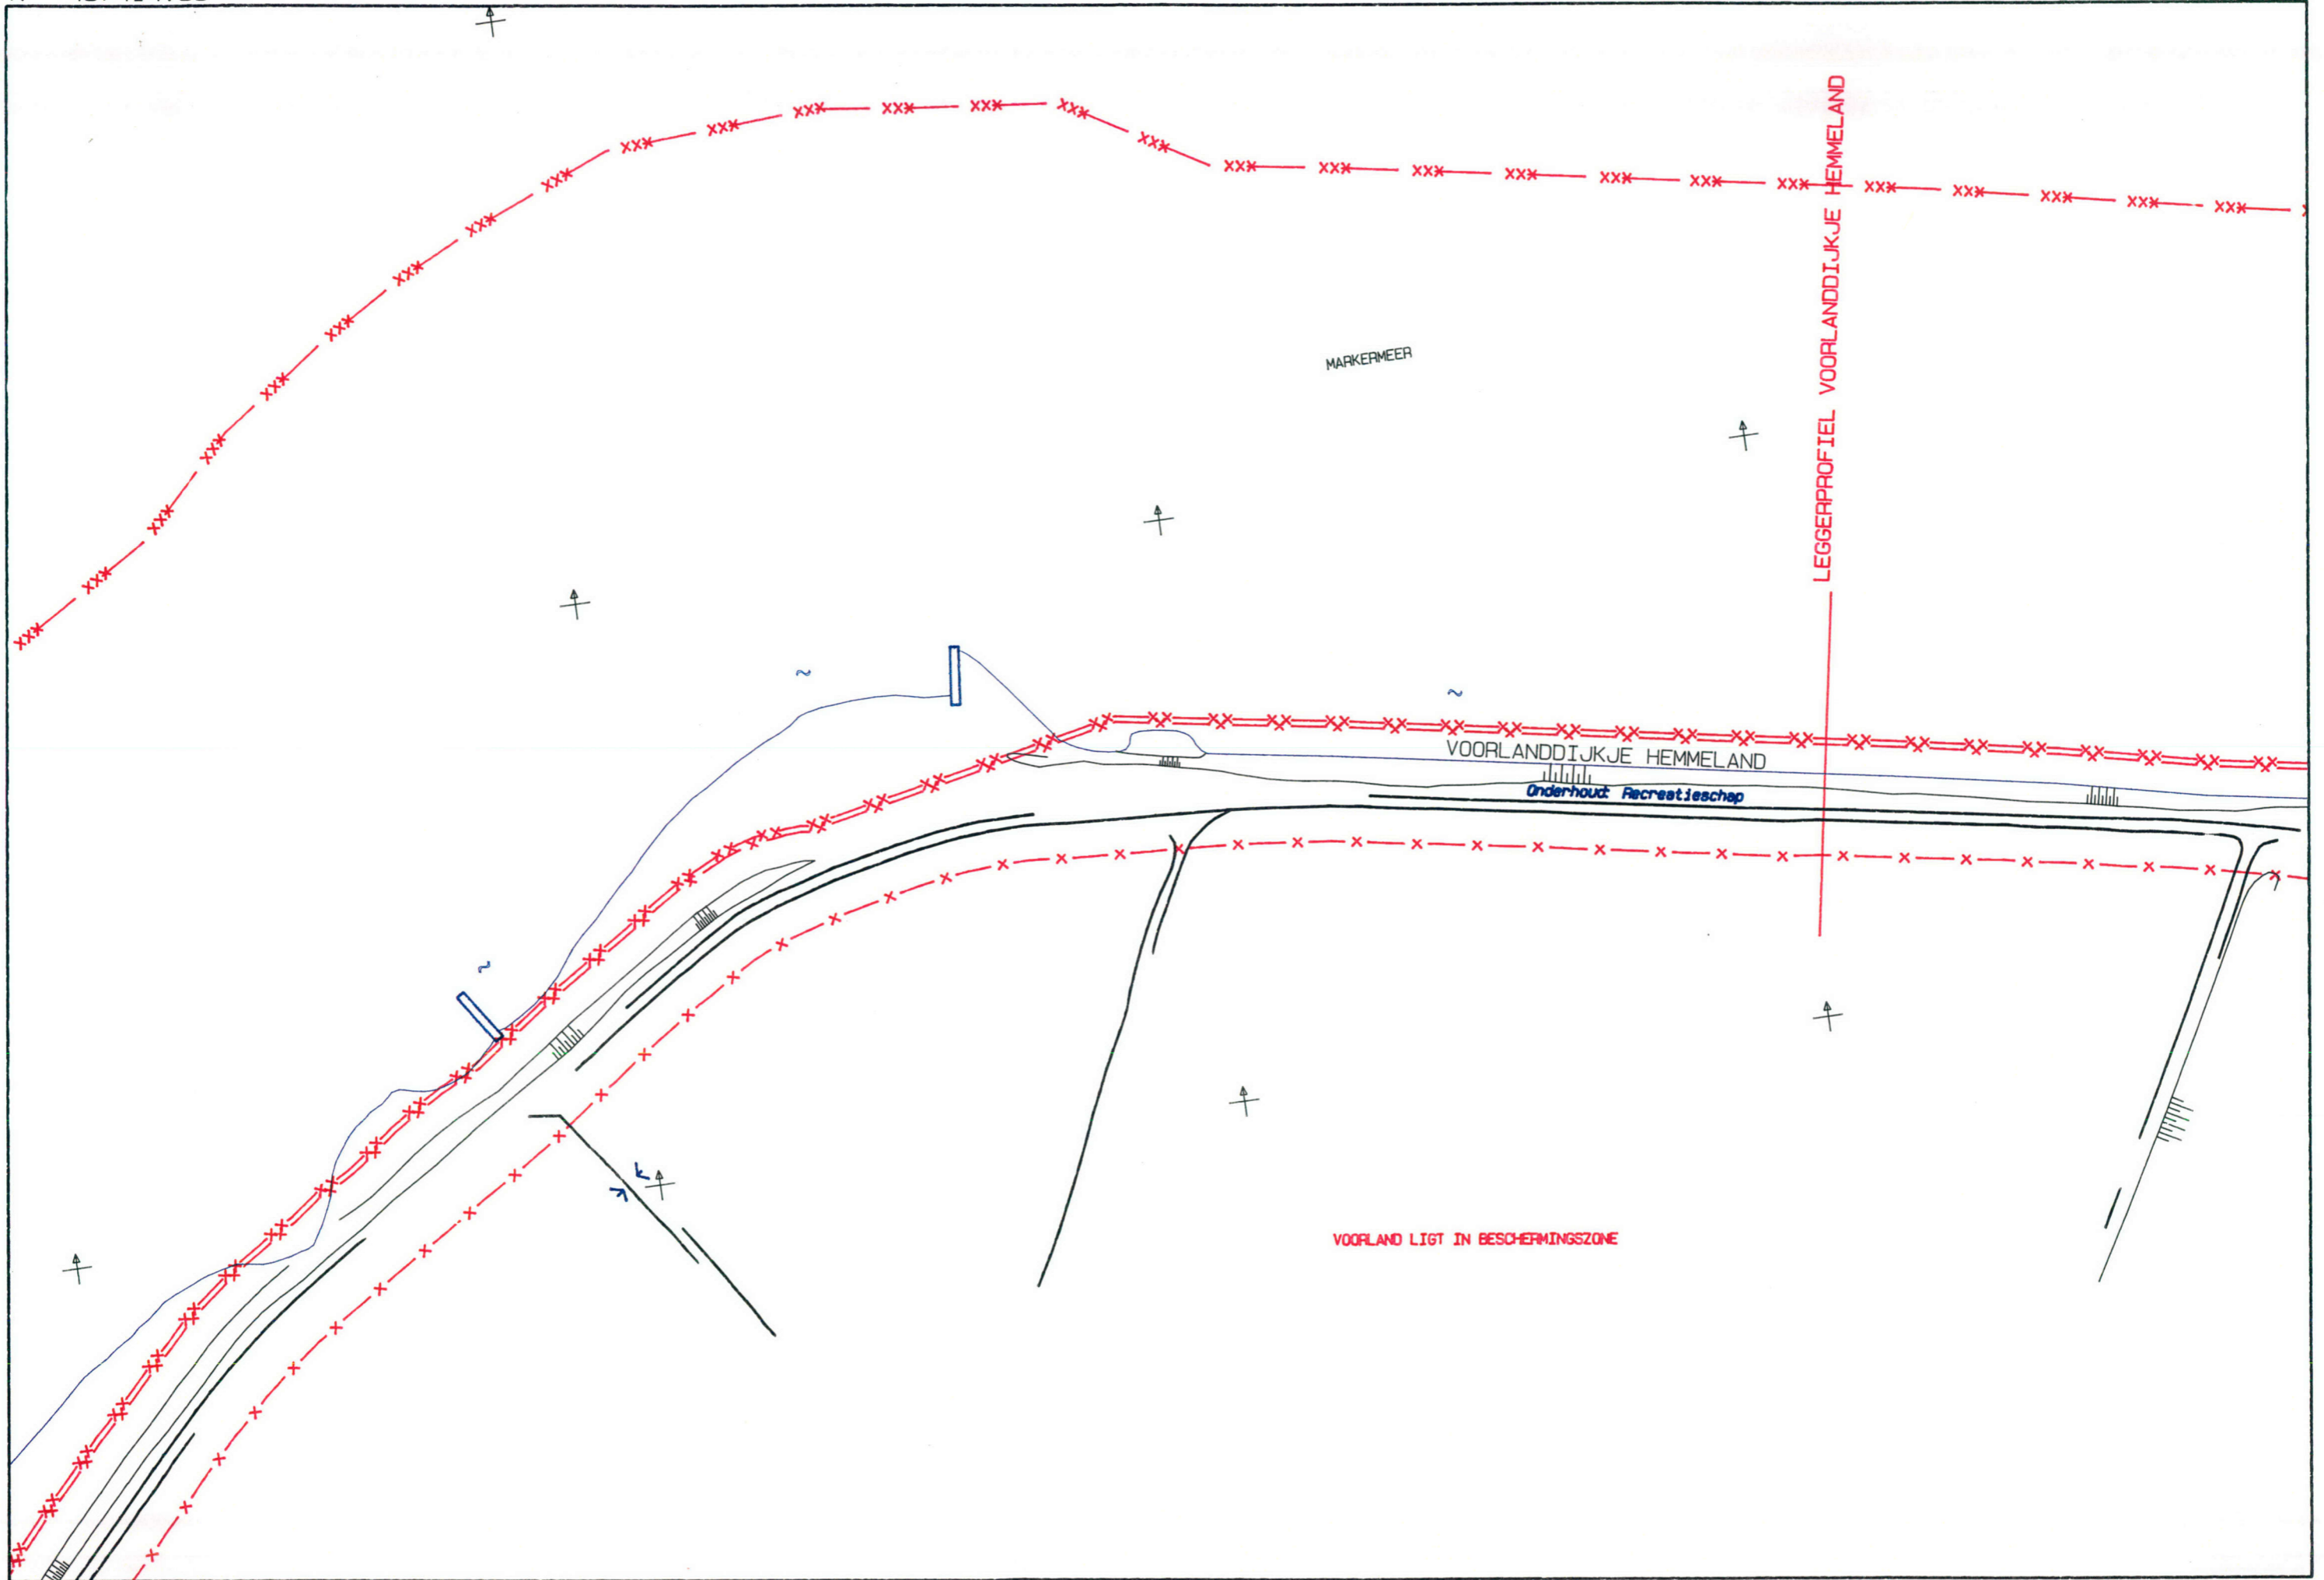 LEGGERPROFIEL VOORLANDDIJKJE HEMMELAND
MARKERMEER
VOORLANDDIJKJE HEMMELAND
Onderhoud: Recreatieschap
VOORLAND LIGT IN BESCHERMINGSZONE